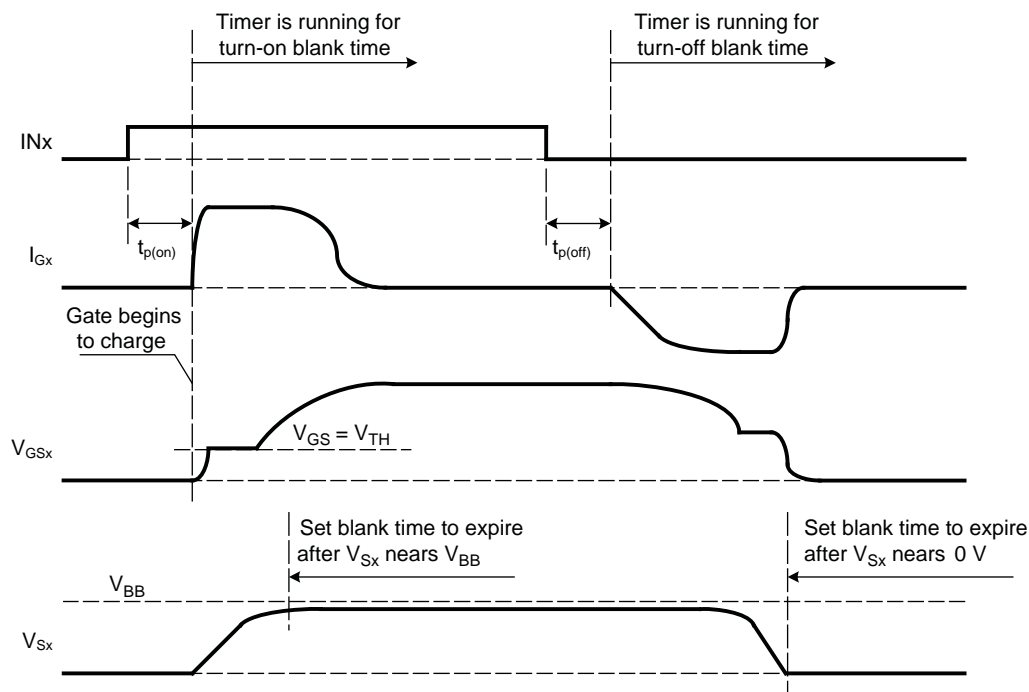 Timer is running for
turn-on blank time
Timer is running for
turn-off blank time
INx
tp(on)
tp(off)
IGx
Gate begins
to charge
VGS = VTH
VGSx
Set blank time to expire
after VSx nears VBB
Set blank time to expire
after VSx nears 0 V
VBB
VSx